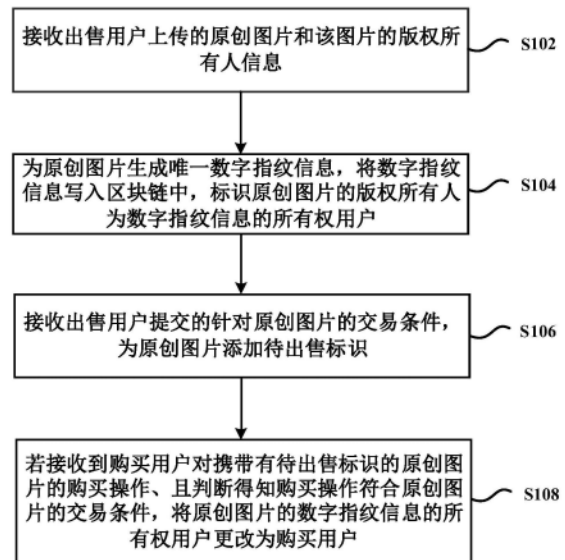 接收出售用户上传的原创图片和该图片的版权所
有人信息
S102
为原创图片生成唯一数字指纹信息，将数字指纹
信息写入区块链中，标识原创图片的版权所有人
为数字指纹信息的所有权用户
S104
接收出售用户提交的针对原创图片的交易条件，
为原创图片添加待出售标识
S106
若接收到购买用户对携带有待出售标识的原创图
片的购买操作、且判断得知购买操作符合原创图
片的交易条件，将原创图片的数字指纹信息的所
有权用户更改为购买用户
S108